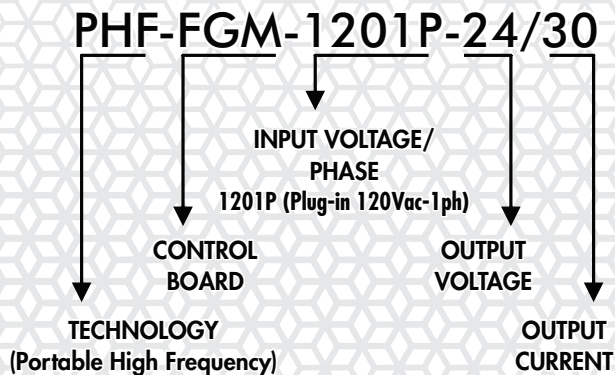 PHF-FGM-1201P-24/30
INPUT VOLTAGE/
PHASE
1201P (Plug-in 120Vac-1ph)
CONTROL
BOARD
OUTPUT
VOLTAGE
TECHNOLOGY
(Portable High Frequency)
OUTPUT
CURRENT